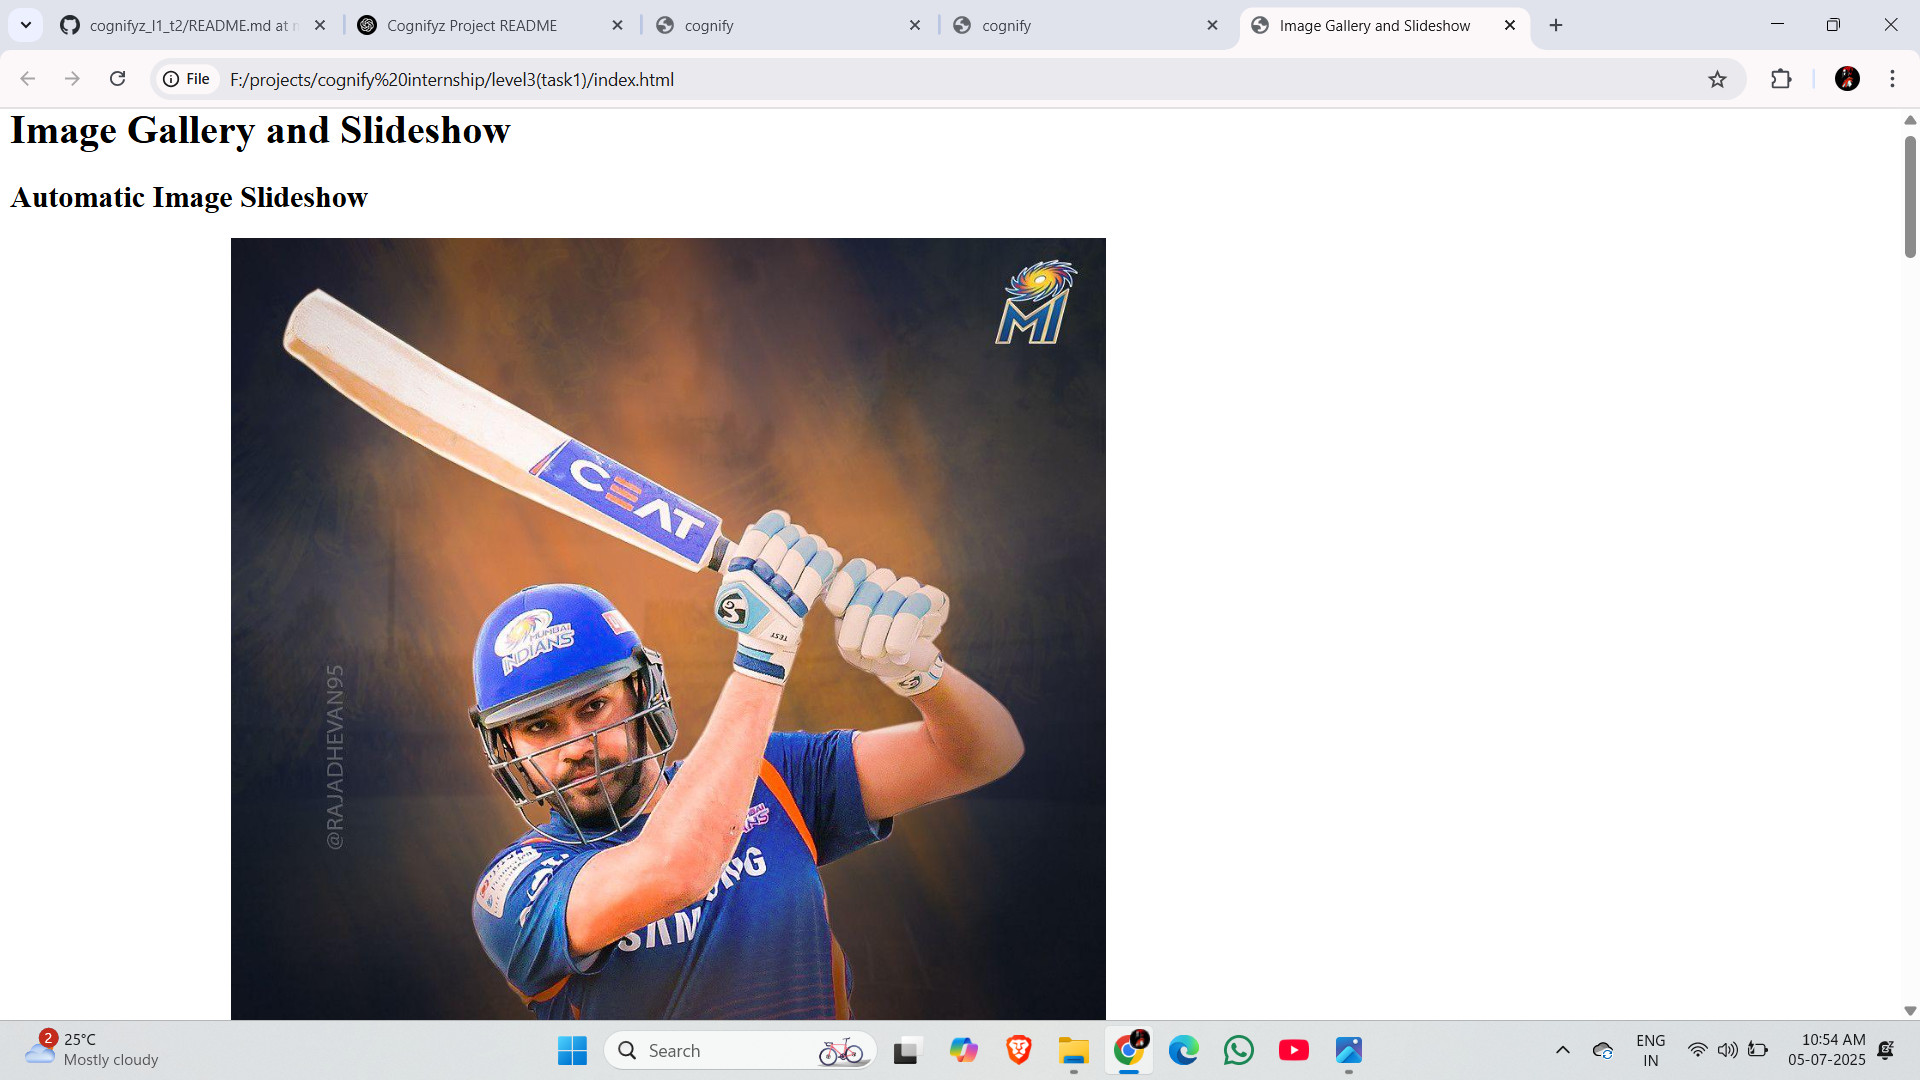 cognifyz_l1_t2/README.md at
Cognifyz Project README
cognify
cognify
Image Gallery and Slideshow
File
F:/projects/cognify%20internship/level3(task1)/index.html
Image Gallery and Slideshow
Automatic Image Slideshow
MI
CEAT
SG
TEST
MUMBAI
INDIANS
SG
@RAJADHEVAN95
SAMSUNG
2
25°C
Mostly cloudy
Search
ENG
IN
10:54 AM
05-07-2025